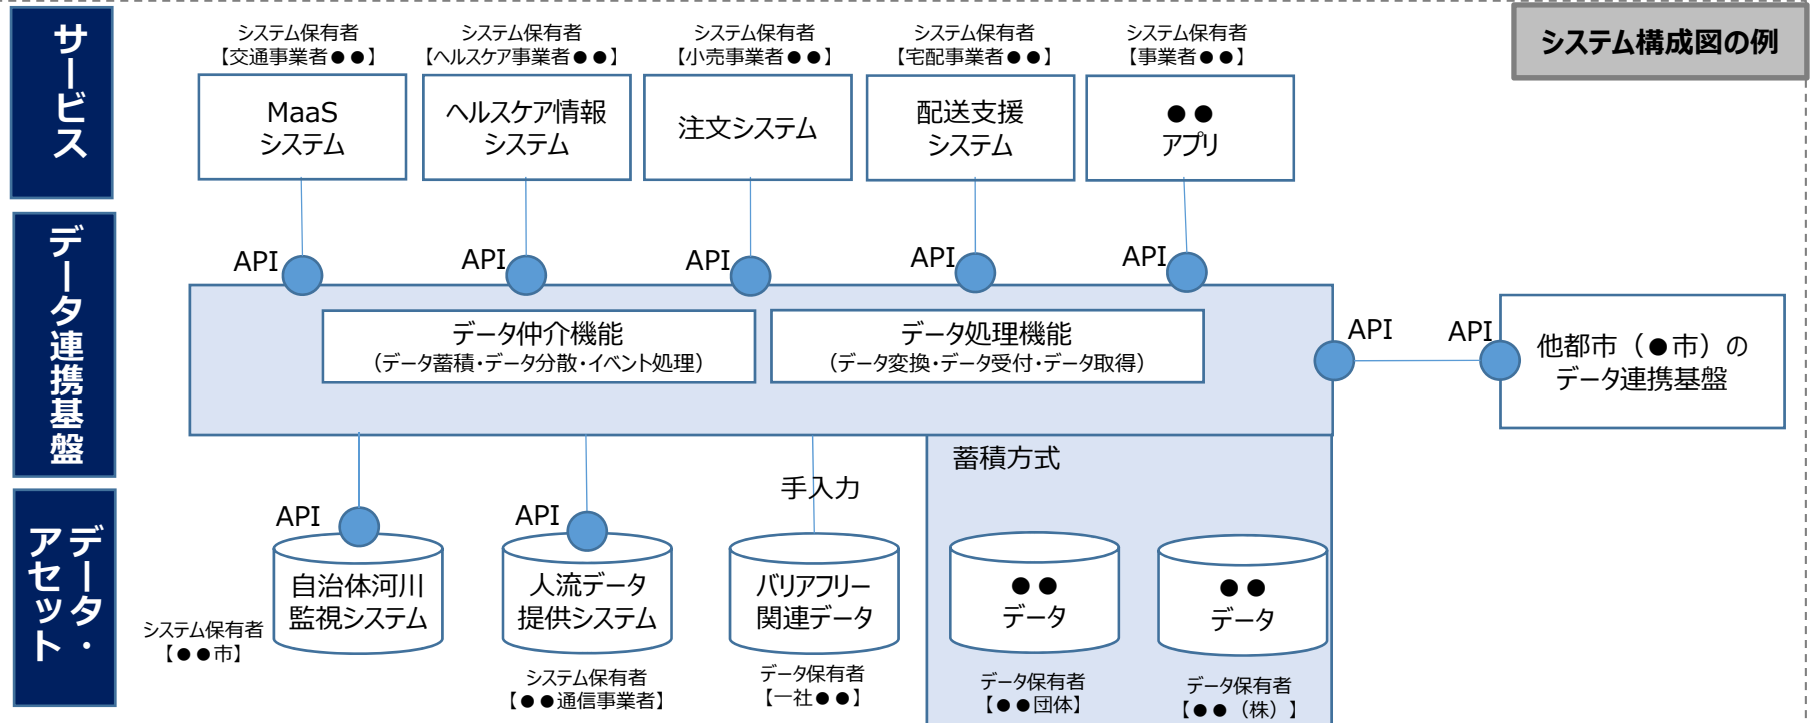 システム構成図の例
サービス
システム保有者
【交通事業者●●】
MaaS
システム
システム保有者
【ヘルスケア事業者●●】
ヘルスケア情報
システム
システム保有者
【小売事業者●●】
注文システム
システム保有者
【宅配事業者●●】
配送支援
システム
システム保有者
【事業者●●】
●●
アプリ
データ連携基盤
API
API
API
API
API
データ仲介機能
（データ蓄積・データ分散・イベント処理）
データ処理機能
（データ変換・データ受付・データ取得）
API
API
他都市（●市）の
データ連携基盤
データ・
アセット
API
自治体河川
監視システム
システム保有者
【●●市】
API
人流データ
提供システム
システム保有者
【●●通信事業者】
手入力
バリアフリー
関連データ
データ保有者
【一社●●】
蓄積方式
●●
データ
データ保有者
【●●団体】
●●
データ
データ保有者
【●●（株）】